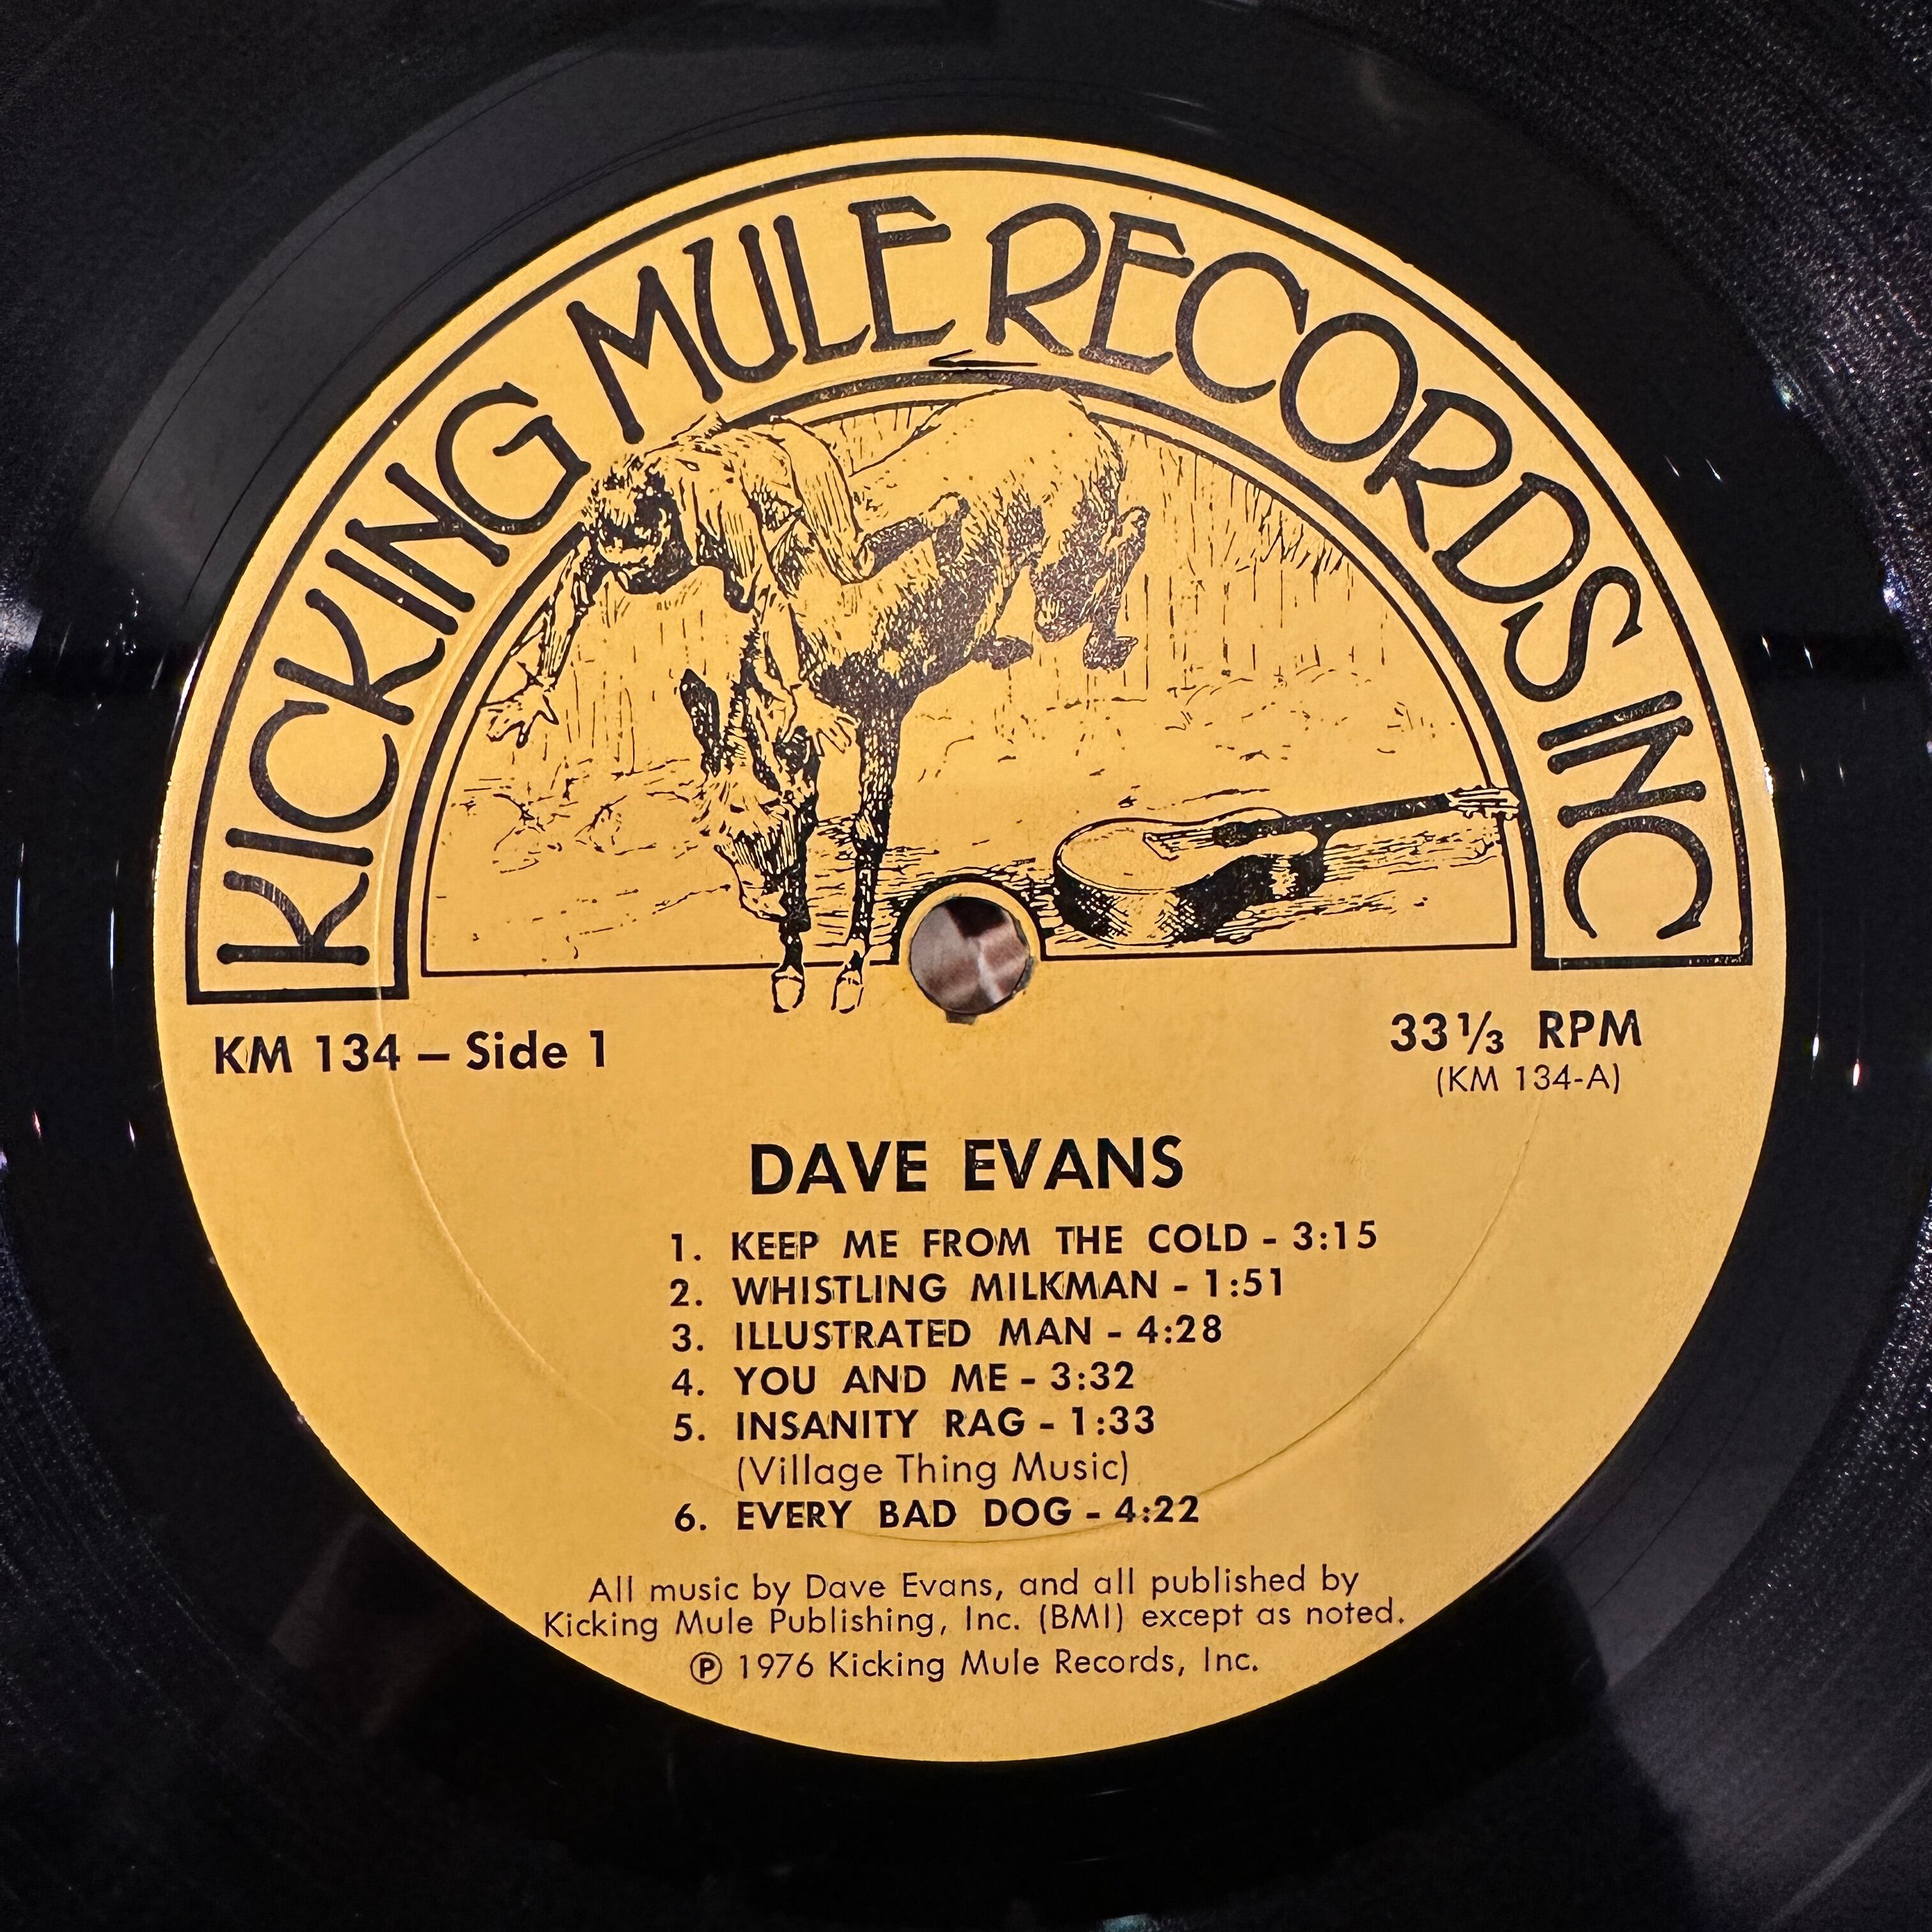 KICKING MULE RECORDS INC
KM 134 – Side 1
33⅓ RPM
(KM 134-A)
DAVE EVANS
1. KEEP ME FROM THE COLD - 3:15
2. WHISTLING MILKMAN - 1:51
3. ILLUSTRATED MAN - 4:28
4. YOU AND ME - 3:32
5. INSANITY RAG - 1:33
(Village Thing Music)
6. EVERY BAD DOG - 4:22
All music by Dave Evans, and all published by
Kicking Mule Publishing, Inc. (BMI) except as noted.
℗ 1976 Kicking Mule Records, Inc.